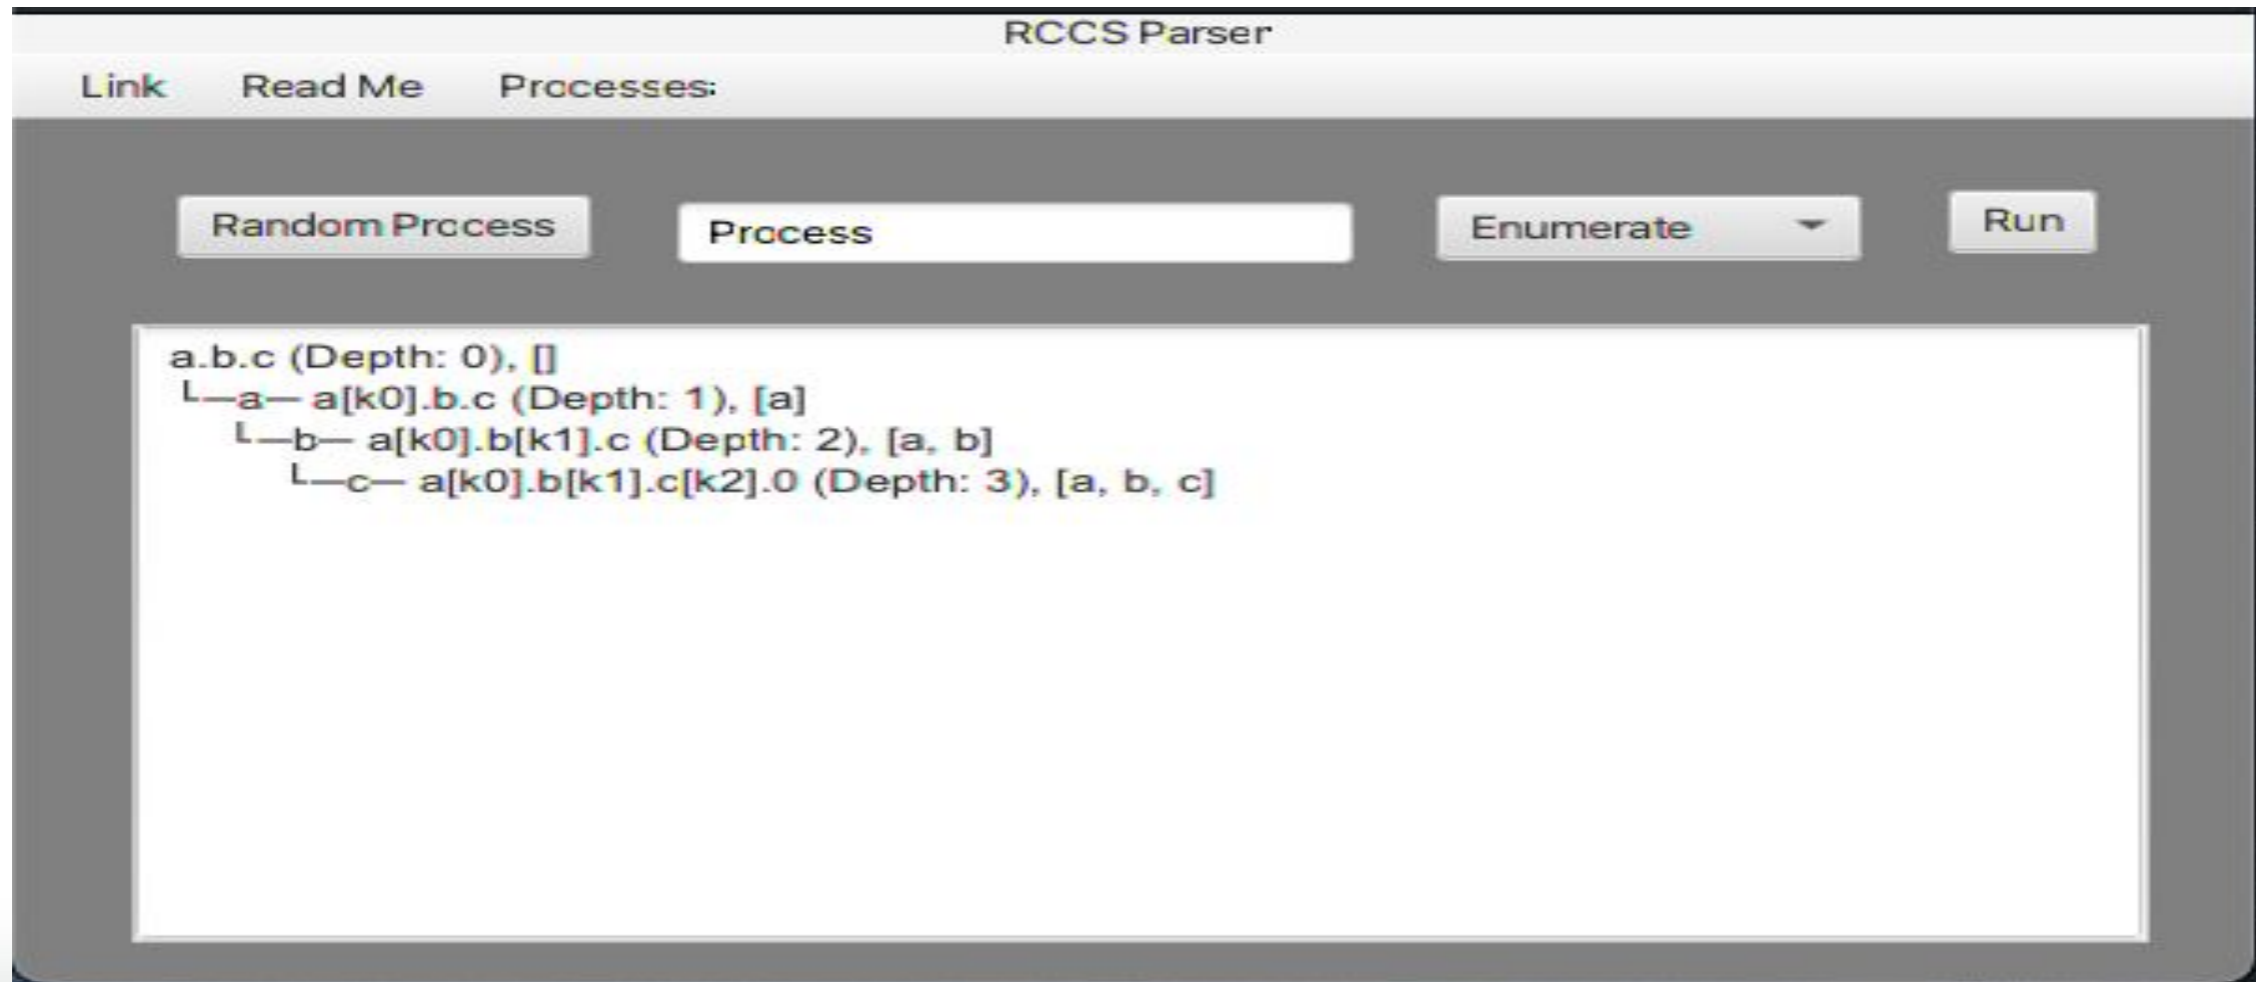 RCCS Parser
Link Read Me Processes
Random Process Process Enumerate Run
a.b.c (Depth: 0), []
└─a─ a[k0].b.c (Depth: 1), [a]
└─b─ a[k0].b[k1].c (Depth: 2), [a, b]
└─c─ a[k0].b[k1].c[k2].0 (Depth: 3), [a, b, c]